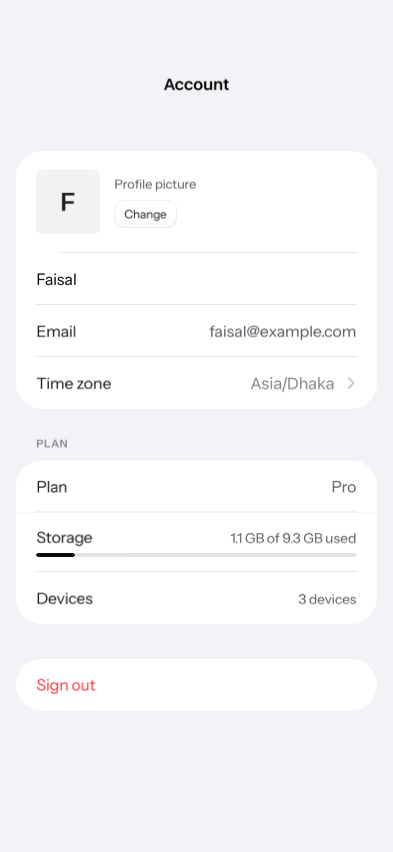 Account
F
Profile picture
Change
Faisal
Email faisal@example.com
Time zone Asia/Dhaka
PLAN
Plan Pro
Storage 1.1 GB of 9.3 GB used
Devices 3 devices
Sign out